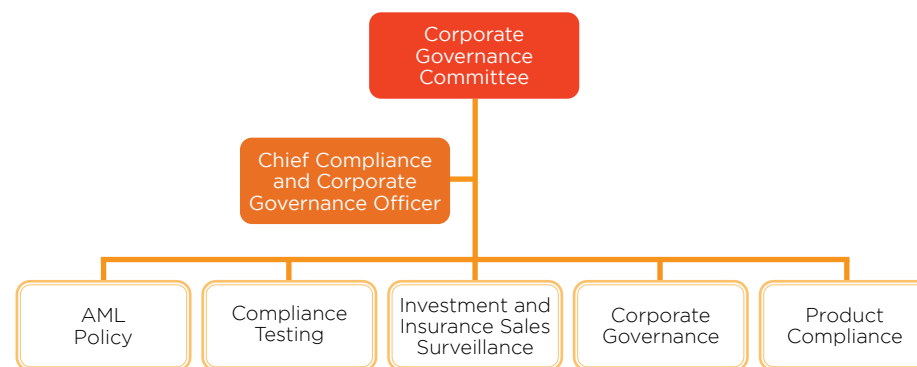 Corporate
Governance
Committee
Chief Compliance
and Corporate
Governance Officer
AML
Policy
Compliance
Testing
Investment and
Insurance Sales
Surveillance
Corporate
Governance
Product
Compliance